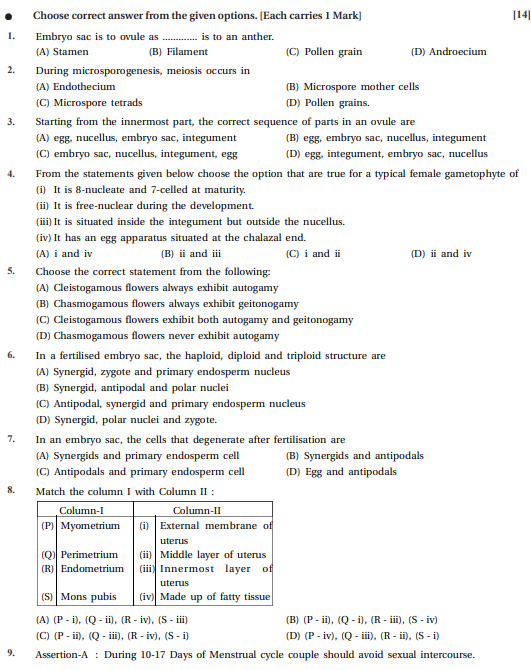 ● Choose correct answer from the given options. [Each carries 1 Mark] [14]
1. Embryo sac is to ovule as ............. is to an anther.
(A) Stamen (B) Filament (C) Pollen grain (D) Androecium
2. During microsporogenesis, meiosis occurs in
(A) Endothecium (B) Microspore mother cells
(C) Microspore tetrads (D) Pollen grains.
3. Starting from the innermost part, the correct sequence of parts in an ovule are
(A) egg, nucellus, embryo sac, integument (B) egg, embryo sac, nucellus, integument
(C) embryo sac, nucellus, integument, egg (D) egg, integument, embryo sac, nucellus
4. From the statements given below choose the option that are true for a typical female gametophyte of
(i) It is 8-nucleate and 7-celled at maturity.
(ii) It is free-nuclear during the development.
(iii) It is situated inside the integument but outside the nucellus.
(iv) It has an egg apparatus situated at the chalazal end.
(A) i and iv (B) ii and iii (C) i and ii (D) ii and iv
5. Choose the correct statement from the following:
(A) Cleistogamous flowers always exhibit autogamy
(B) Chasmogamous flowers always exhibit geitonogamy
(C) Cleistogamous flowers exhibit both autogamy and geitonogamy
(D) Chasmogamous flowers never exhibit autogamy
6. In a fertilised embryo sac, the haploid, diploid and triploid structure are
(A) Synergid, zygote and primary endosperm nucleus
(B) Synergid, antipodal and polar nuclei
(C) Antipodal, synergid and primary endosperm nucleus
(D) Synergid, polar nuclei and zygote.
7. In an embryo sac, the cells that degenerate after fertilisation are
(A) Synergids and primary endosperm cell (B) Synergids and antipodals
(C) Antipodals and primary endosperm cell (D) Egg and antipodals
8. Match the column I with Column II :
Column-I Column-II
(P) Myometrium (i) External membrane of
uterus
(Q) Perimetrium (ii) Middle layer of uterus
(R) Endometrium (iii) Innermost layer of
uterus
(S) Mons pubis (iv) Made up of fatty tissue
(A) (P - i), (Q - ii), (R - iv), (S - iii) (B) (P - ii), (Q - i), (R - iii), (S - iv)
(C) (P - ii), (Q - iii), (R - iv), (S - i) (D) (P - iv), (Q - iii), (R - ii), (S - i)
9. Assertion-A : During 10-17 Days of Menstrual cycle couple should avoid sexual intercourse.